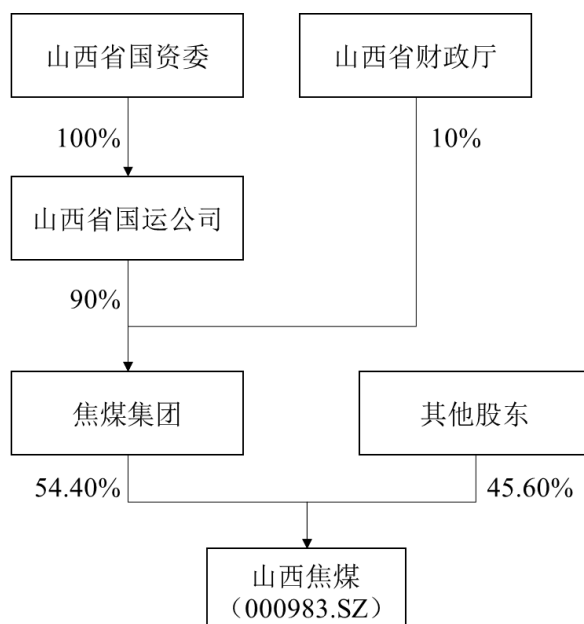 山西省国资委
山西省财政厅
100%
10%
山西省国运公司
90%
焦煤集团
其他股东
54.40%
45.60%
山西焦煤
（000983.SZ）